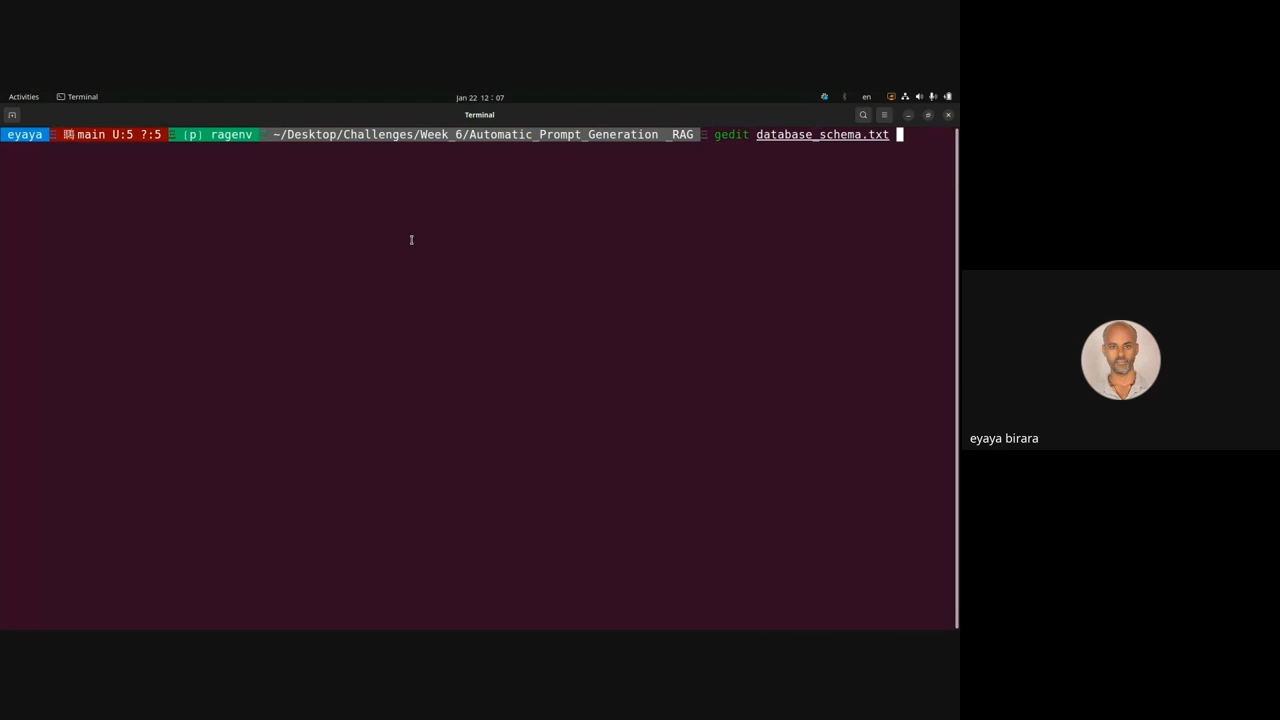 Activities Terminal Jan 22 12:07 en
Terminal
eyaya main U:5 ?:5 (p) ragenv ~/Desktop/Challenges/Week_6/Automatic_Prompt_Generation _RAG gedit database_schema.txt
eyaya birara